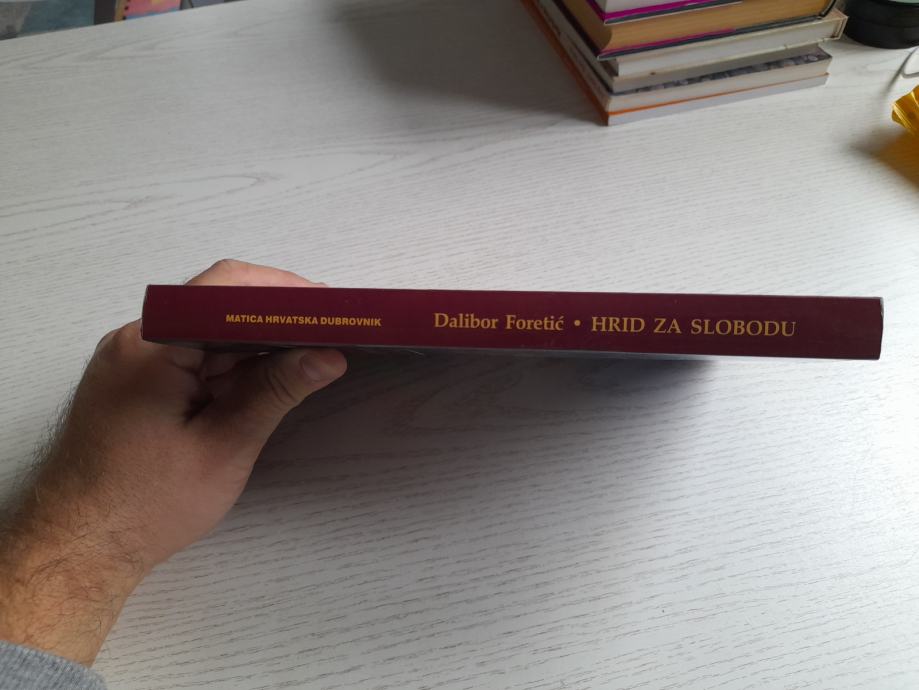 MATICA HRVATSKA DUBROVNIK Dalibor Foretić • HRID ZA SLOBODU